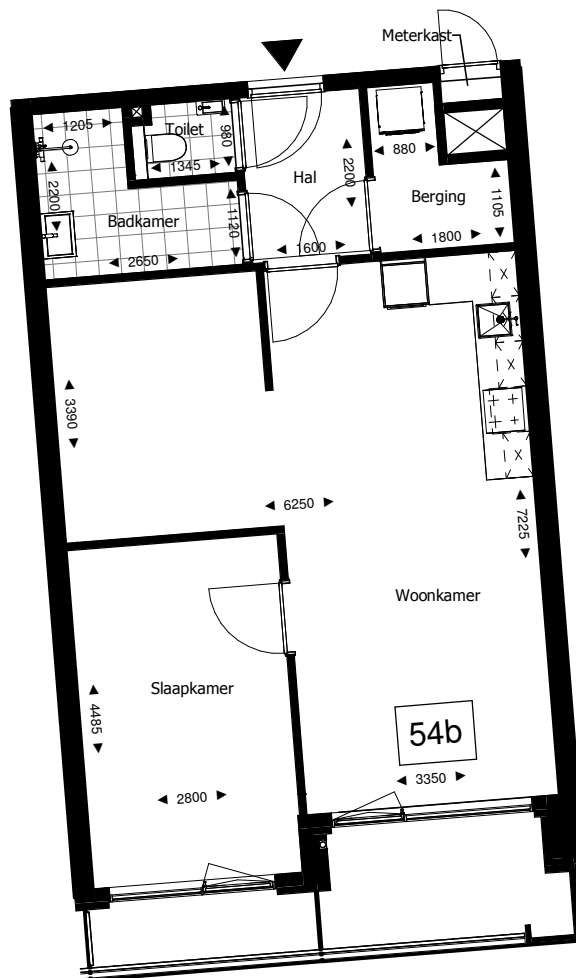 Meterkast
1205
Toilet
980
1345
880
2200
Hal
2200
Badkamer
1120
Berging
1105
1600
1800
2650
3390
6250
7225
Woonkamer
Slaapkamer
4485
54b
3350
2800